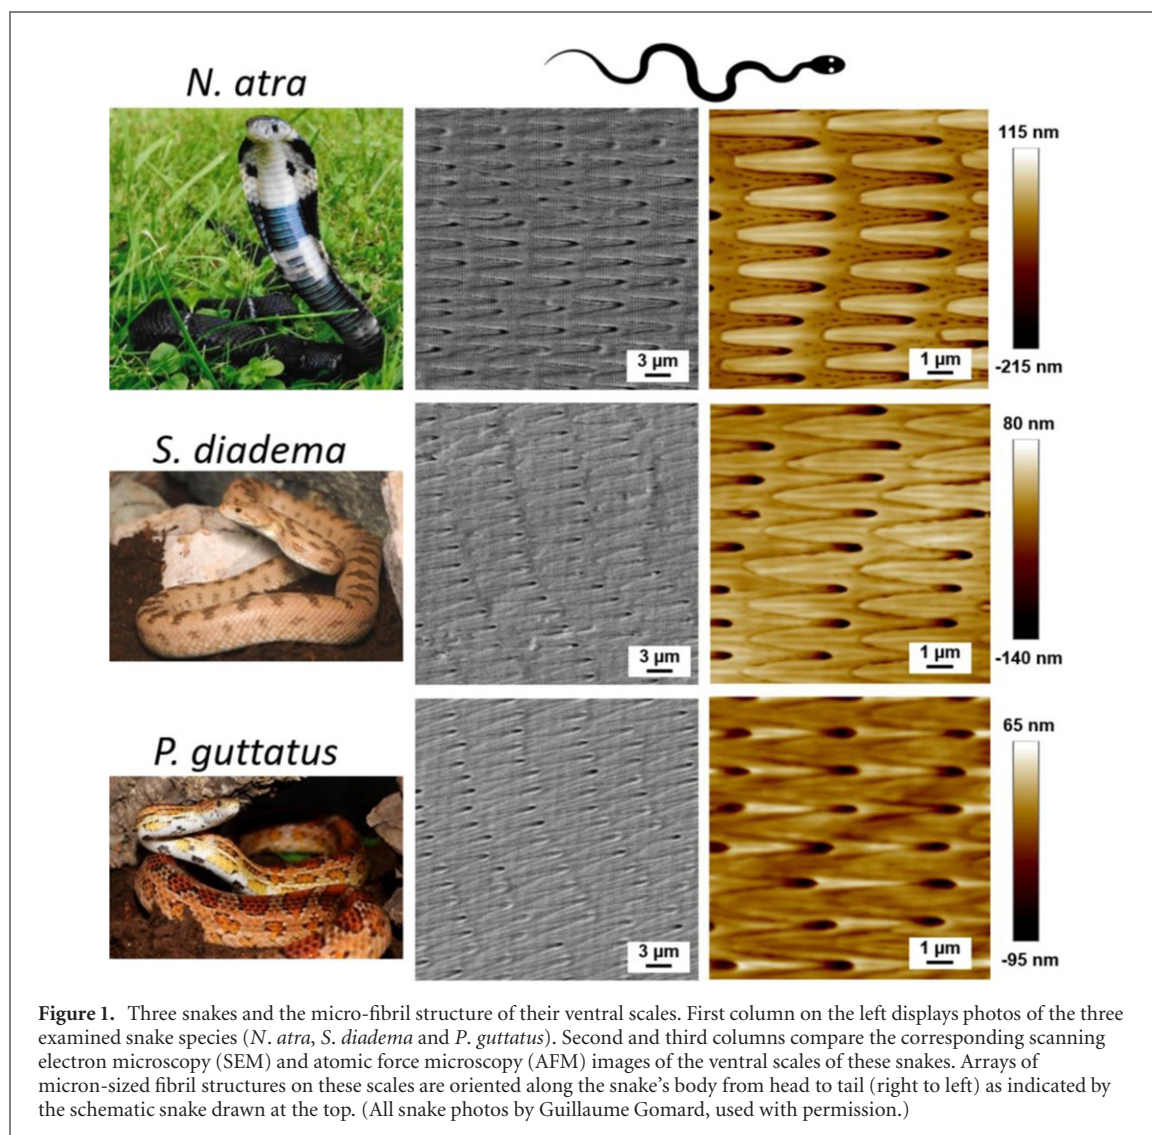 N. atra
115 nm
3 µm
1 µm
-215 nm
S. diadema
80 nm
3 µm
1 µm
-140 nm
P. guttatus
65 nm
3 µm
1 µm
-95 nm
Figure 1. Three snakes and the micro-fibril structure of their ventral scales. First column on the left displays photos of the three
examined snake species (N. atra, S. diadema and P. guttatus). Second and third columns compare the corresponding scanning
electron microscopy (SEM) and atomic force microscopy (AFM) images of the ventral scales of these snakes. Arrays of
micron-sized fibril structures on these scales are oriented along the snake’s body from head to tail (right to left) as indicated by
the schematic snake drawn at the top. (All snake photos by Guillaume Gomard, used with permission.)